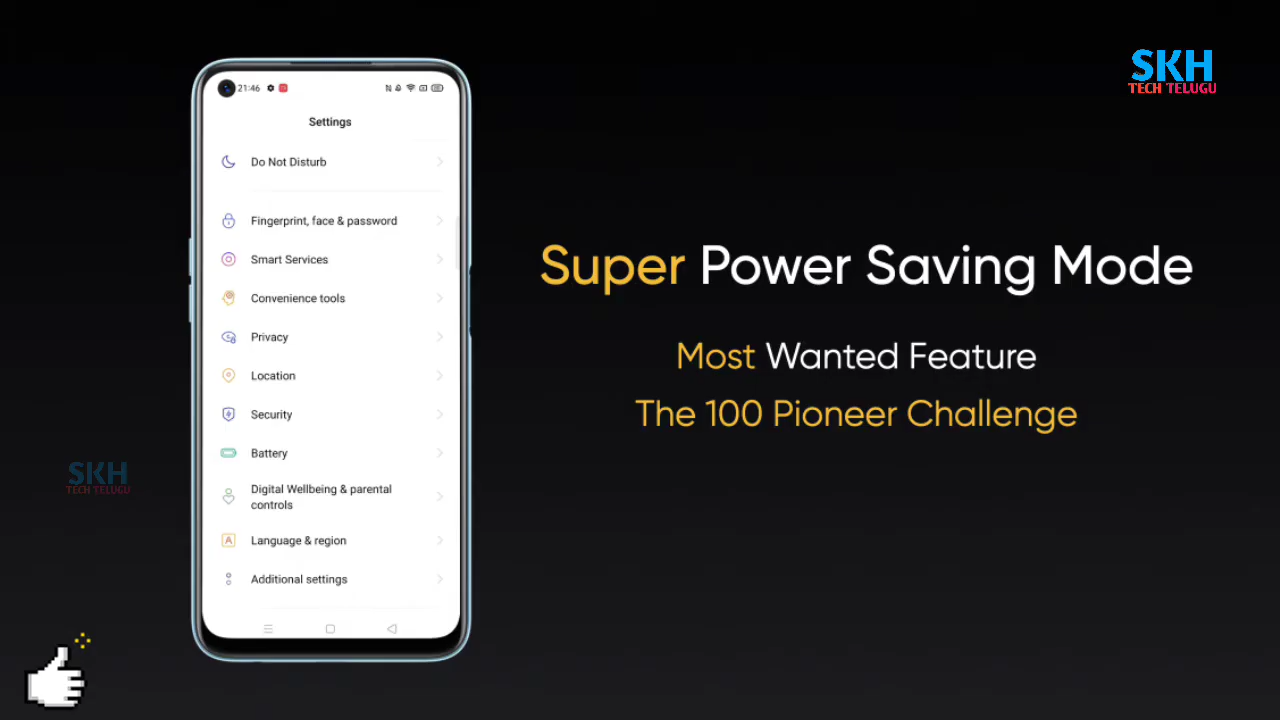 SKH
TECH TELUGU
21:46
Settings
Do Not Disturb
Fingerprint, face & password
Smart Services
Convenience tools
Privacy
Location
Security
Battery
Digital Wellbeing & parental
controls
A Language & region
Additional settings
Super Power Saving Mode
Most Wanted Feature
The 100 Pioneer Challenge
SKH
TECH TELUGU